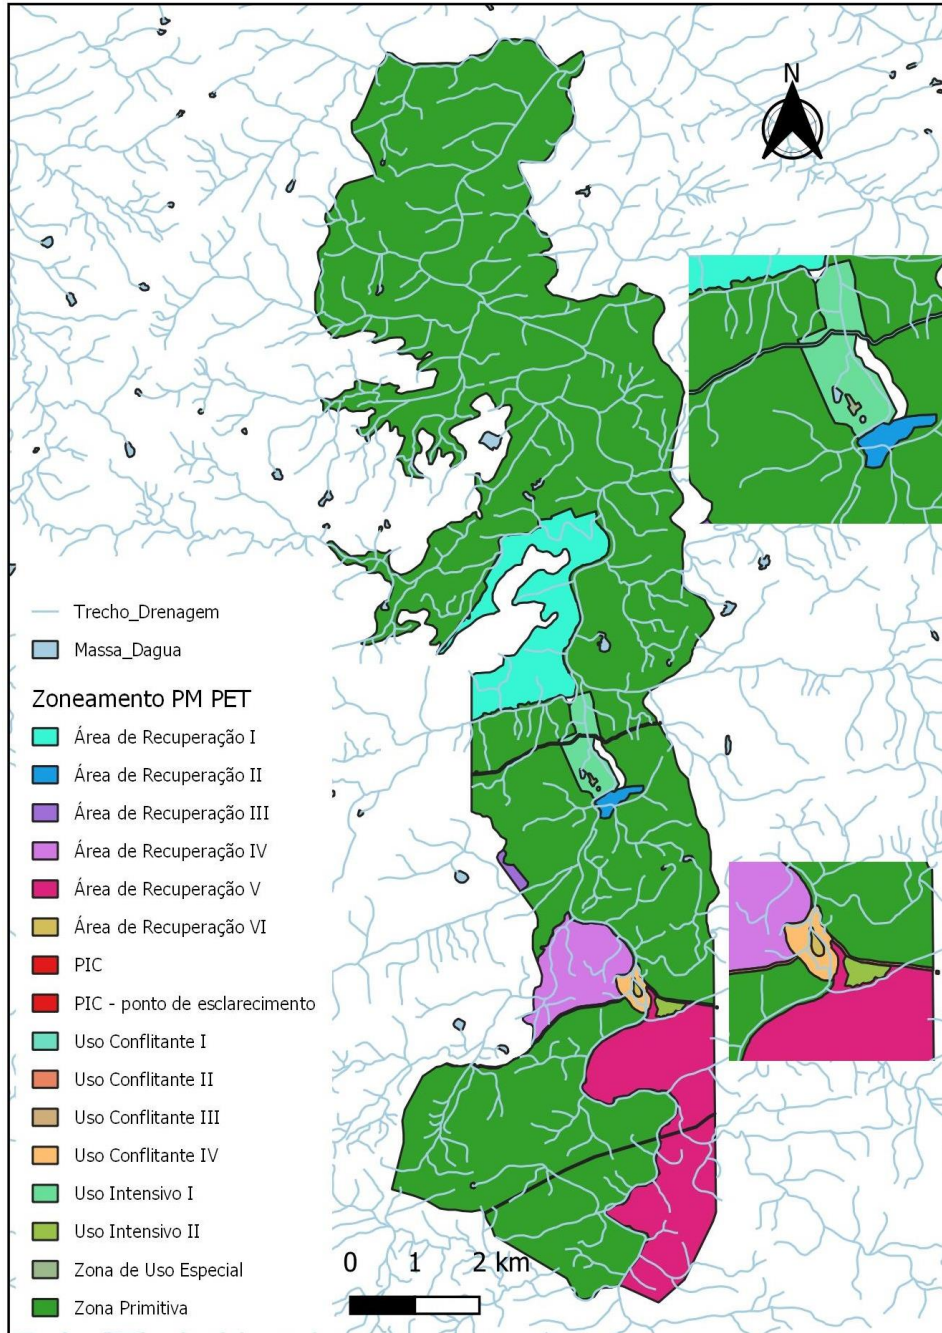 N
Trecho_Drenagem
Massa_Dagua
Zoneamento PM PET
Área de Recuperação I
Área de Recuperação II
Área de Recuperação III
Área de Recuperação IV
Área de Recuperação V
Área de Recuperação VI
PIC
PIC - ponto de esclarecimento
Uso Conflitante I
Uso Conflitante II
Uso Conflitante III
Uso Conflitante IV
Uso Intensivo I
Uso Intensivo II
Zona de Uso Especial
Zona Primitiva
0 1 2 km